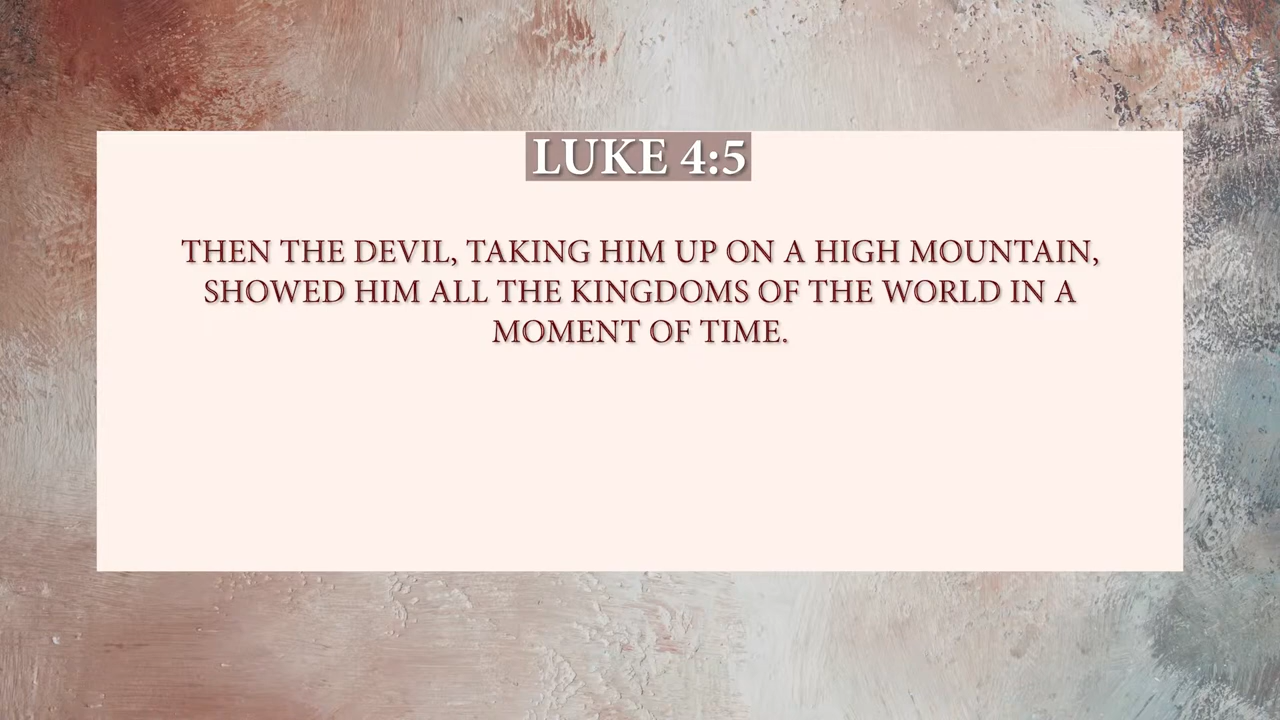 LUKE 4:5
THEN THE DEVIL, TAKING HIM UP ON A HIGH MOUNTAIN,
SHOWED HIM ALL THE KINGDOMS OF THE WORLD IN A
MOMENT OF TIME.